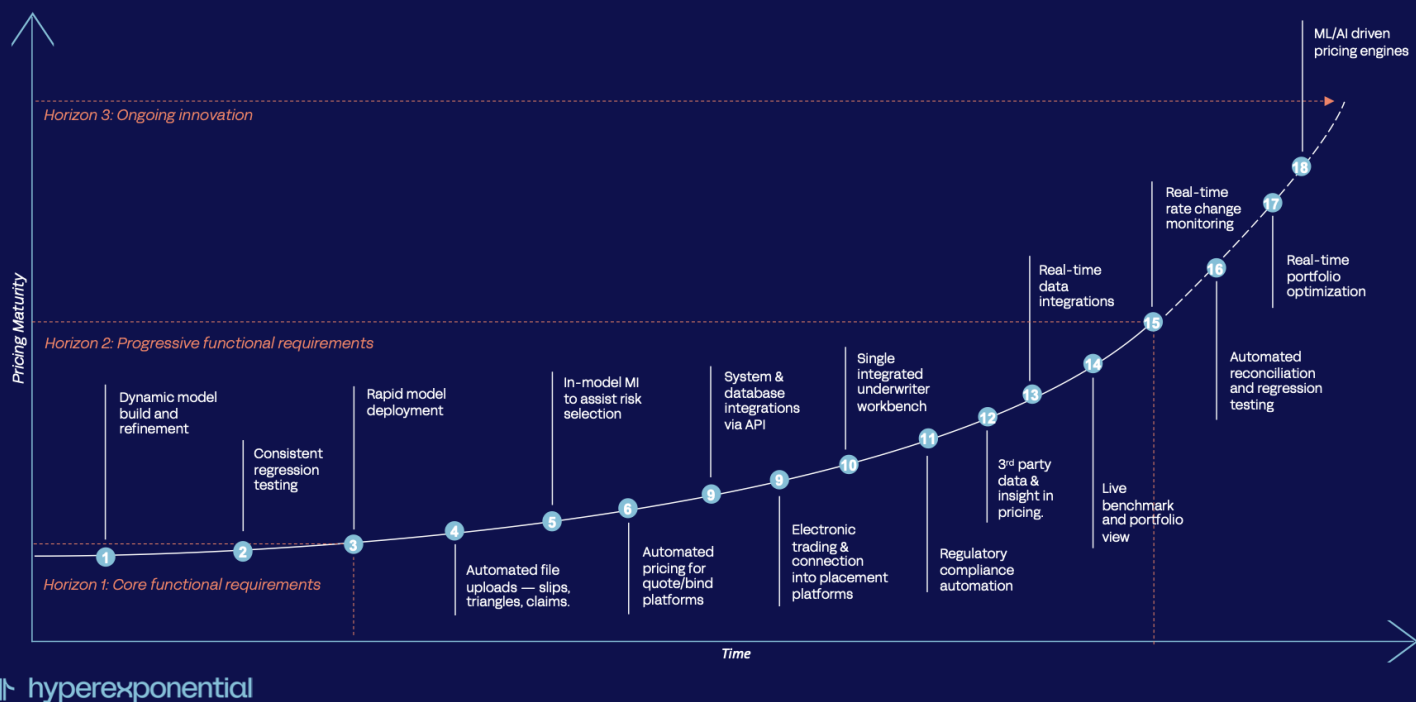 ML/AI driven
pricing engines
Horizon 3: Ongoing innovation
18
Real-time
rate change
monitoring
17
Real-time
portfolio
optimization
16
Real-time
data
integrations
Pricing Maturity
15
Horizon 2: Progressive functional requirements
Automated
reconciliation
and regression
testing
14
Single
integrated
underwriter
workbench
System &
database
integrations
via API
In-model MI
to assist risk
selection
Rapid model
deployment
Dynamic model
build and
refinement
13
12
11
Consistent
regression
testing
3rd party
data &
insight in
pricing.
10
9
9
Live
benchmark
and portfolio
view
6
5
4
3
2
1
Electronic
trading &
connection
into placement
platforms
Automated
pricing for
quote/bind
platforms
Regulatory
compliance
automation
Automated file
uploads — slips,
triangles, claims.
Horizon 1: Core functional requirements
Time
hyperexponential